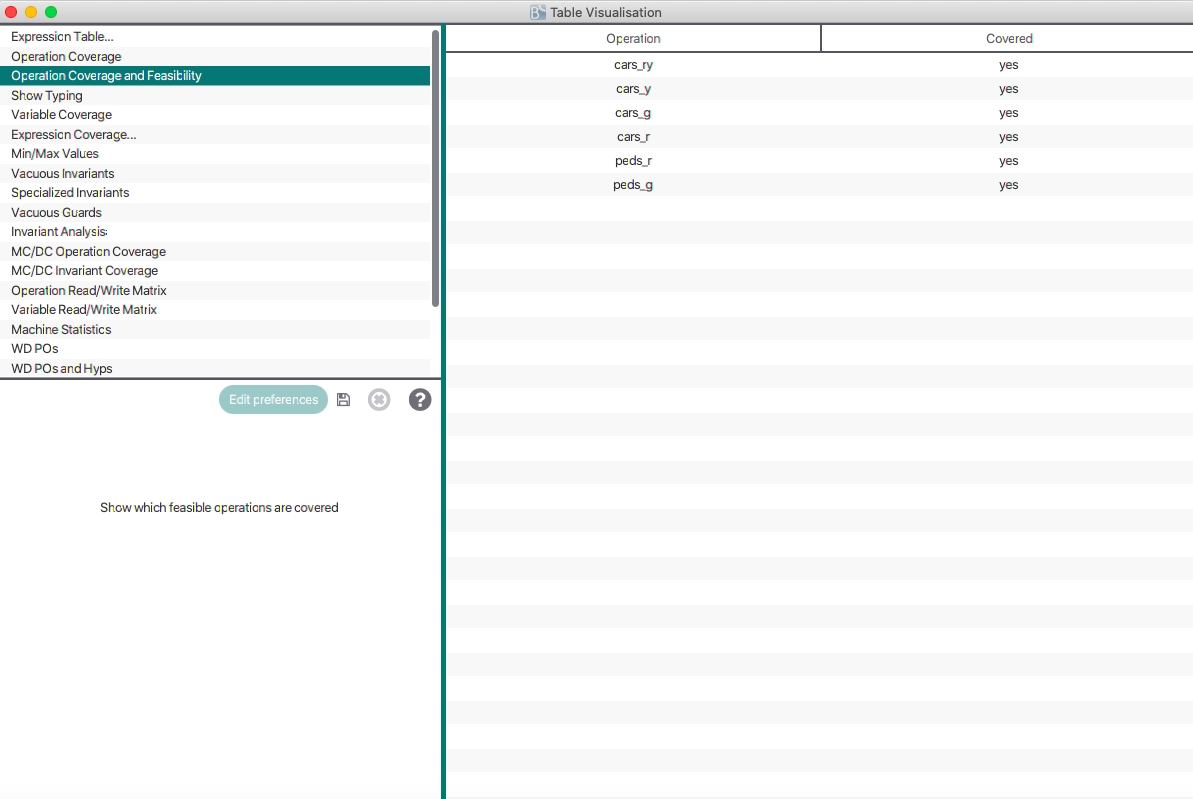 Table Visualisation
Expression Table...
Operation Coverage
Operation Coverage and Feasibility
Show Typing
Variable Coverage
Expression Coverage...
Min/Max Values
Vacuous Invariants
Specialized Invariants
Vacuous Guards
Invariant Analysis:
MC/DC Operation Coverage
MC/DC Invariant Coverage
Operation Read/Write Matrix
Variable Read/Write Matrix
Machine Statistics
WD POs
WD POs and Hyps
Edit preferences
Show which feasible operations are covered
Operation Covered
cars_ry yes
cars_y yes
cars_g yes
cars_r yes
peds_r yes
peds_g yes